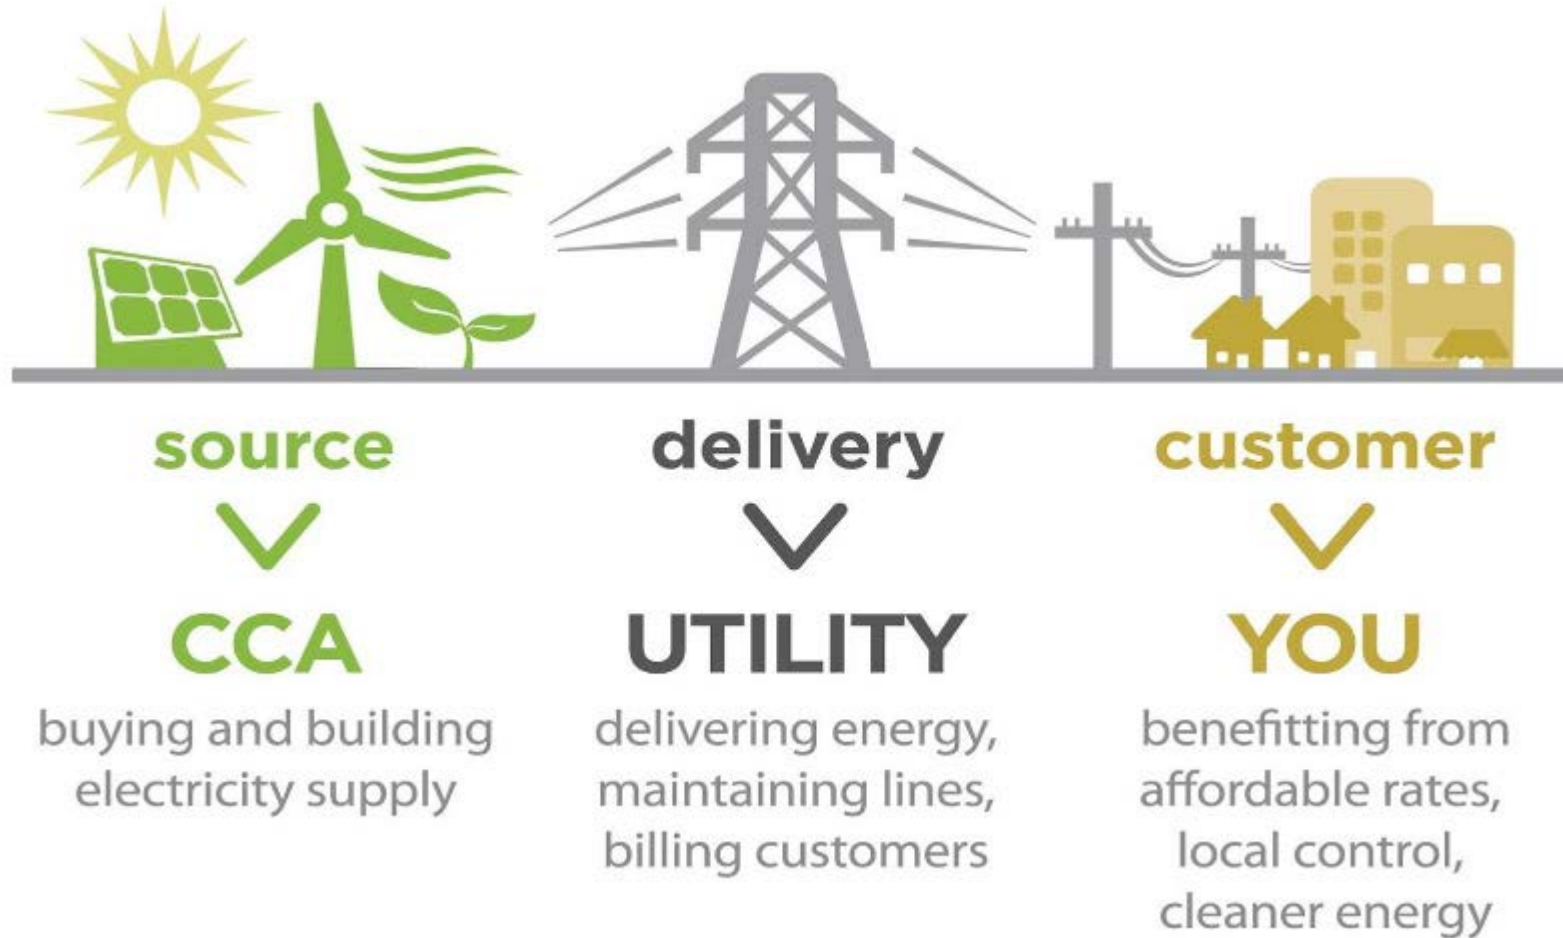 source
CCA
buying and building
electricity supply
delivery
UTILITY
delivering energy,
maintaining lines,
billing customers
customer
YOU
benefitting from
affordable rates,
local control,
cleaner energy